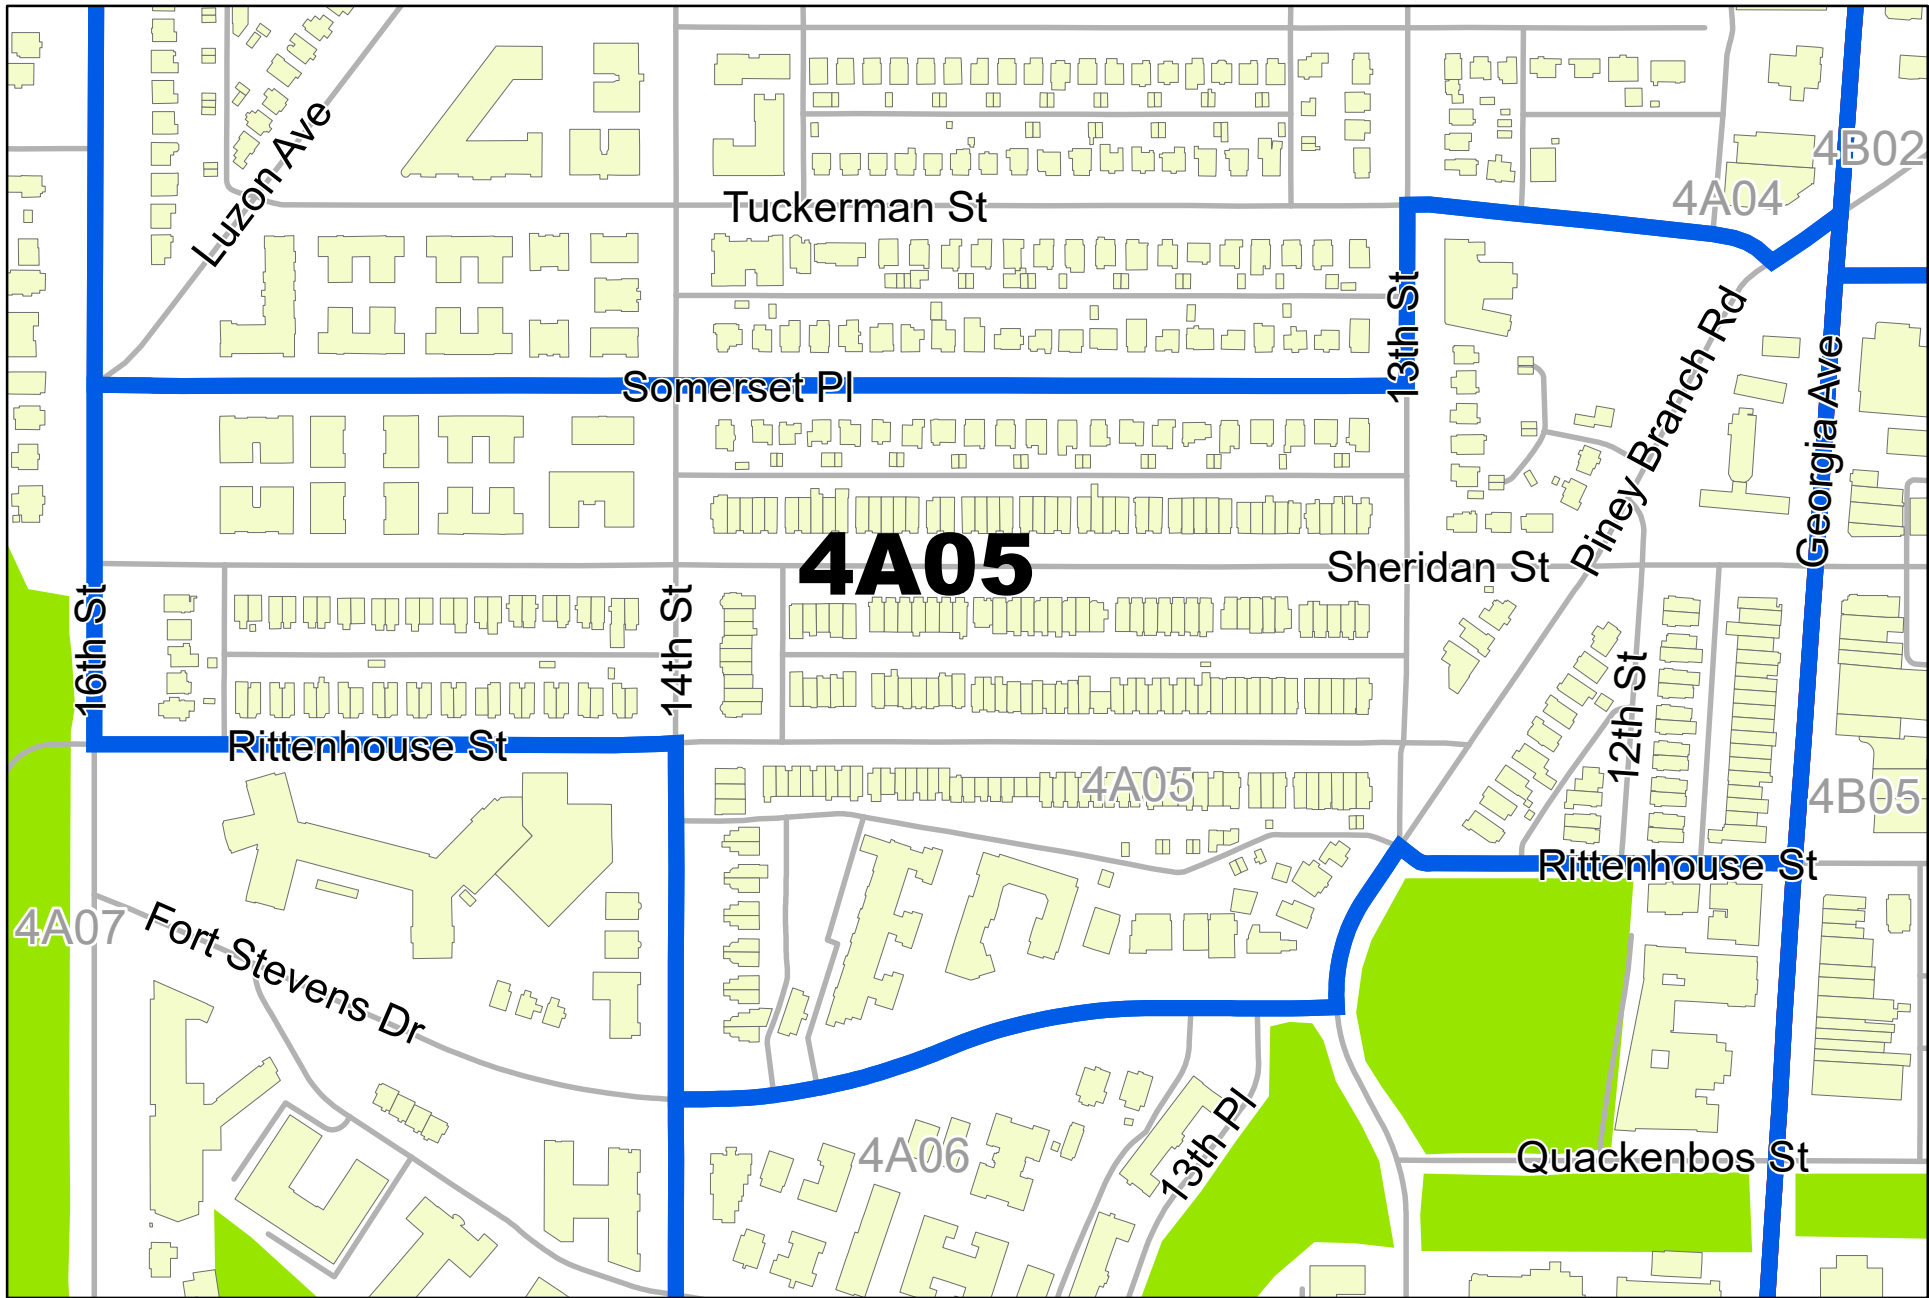 Luzon Ave
4B02
4A04
Tuckerman St
13th St
Piney Branch Rd
Georgia Ave
Somerset Pl
4A05
Sheridan St
16th St
14th St
12th St
Rittenhouse St
4A05
4B05
Rittenhouse St
4A07
Fort Stevens Dr
4A06
13th Pl
Quackenbos St